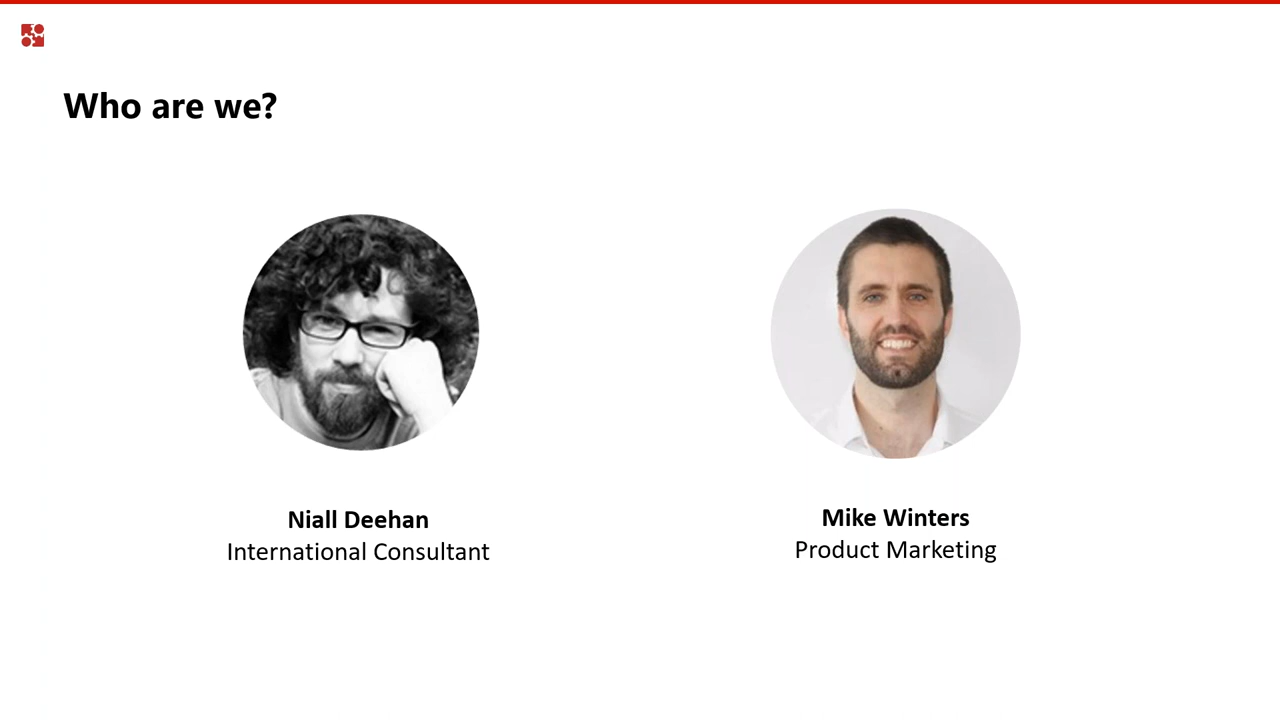 Who are we?
Niall Deehan
International Consultant
Mike Winters
Product Marketing